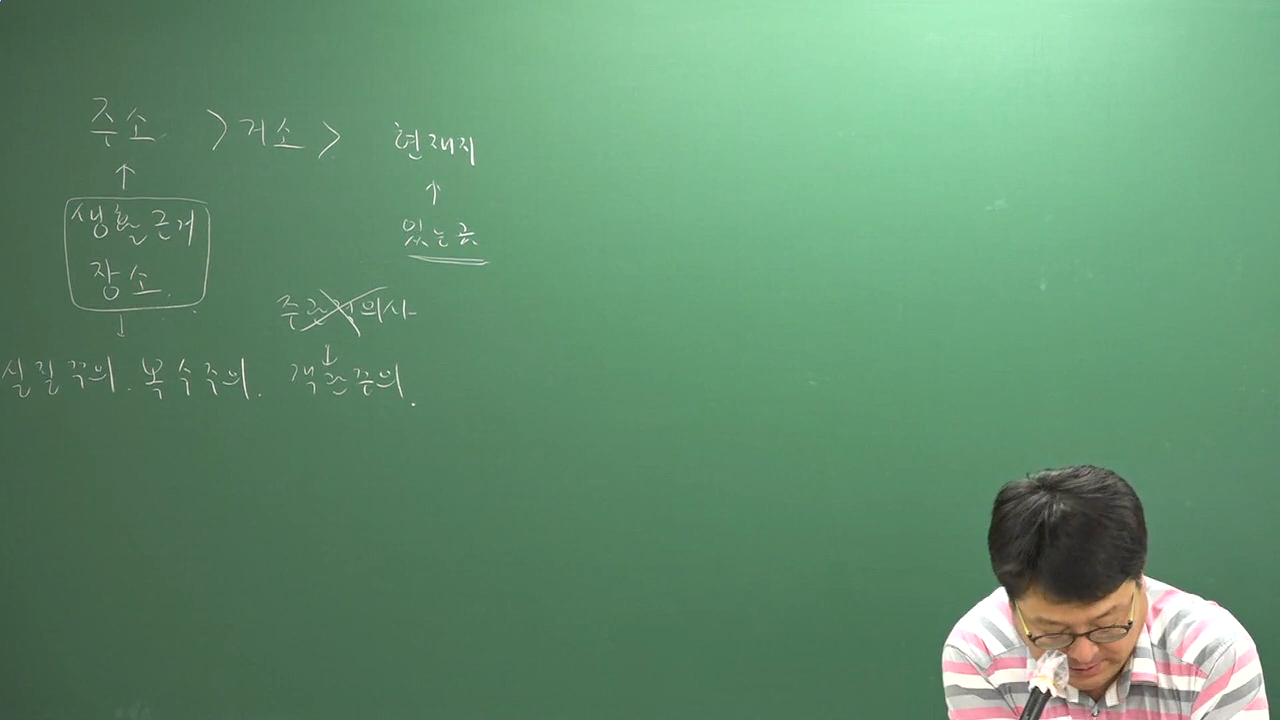 주소 > 거소 > 현재지
↑ ↑
생활근거 있는곳
장소.
↓ 주관 의사
↓
실질주의. 복수주의. 객관주의.